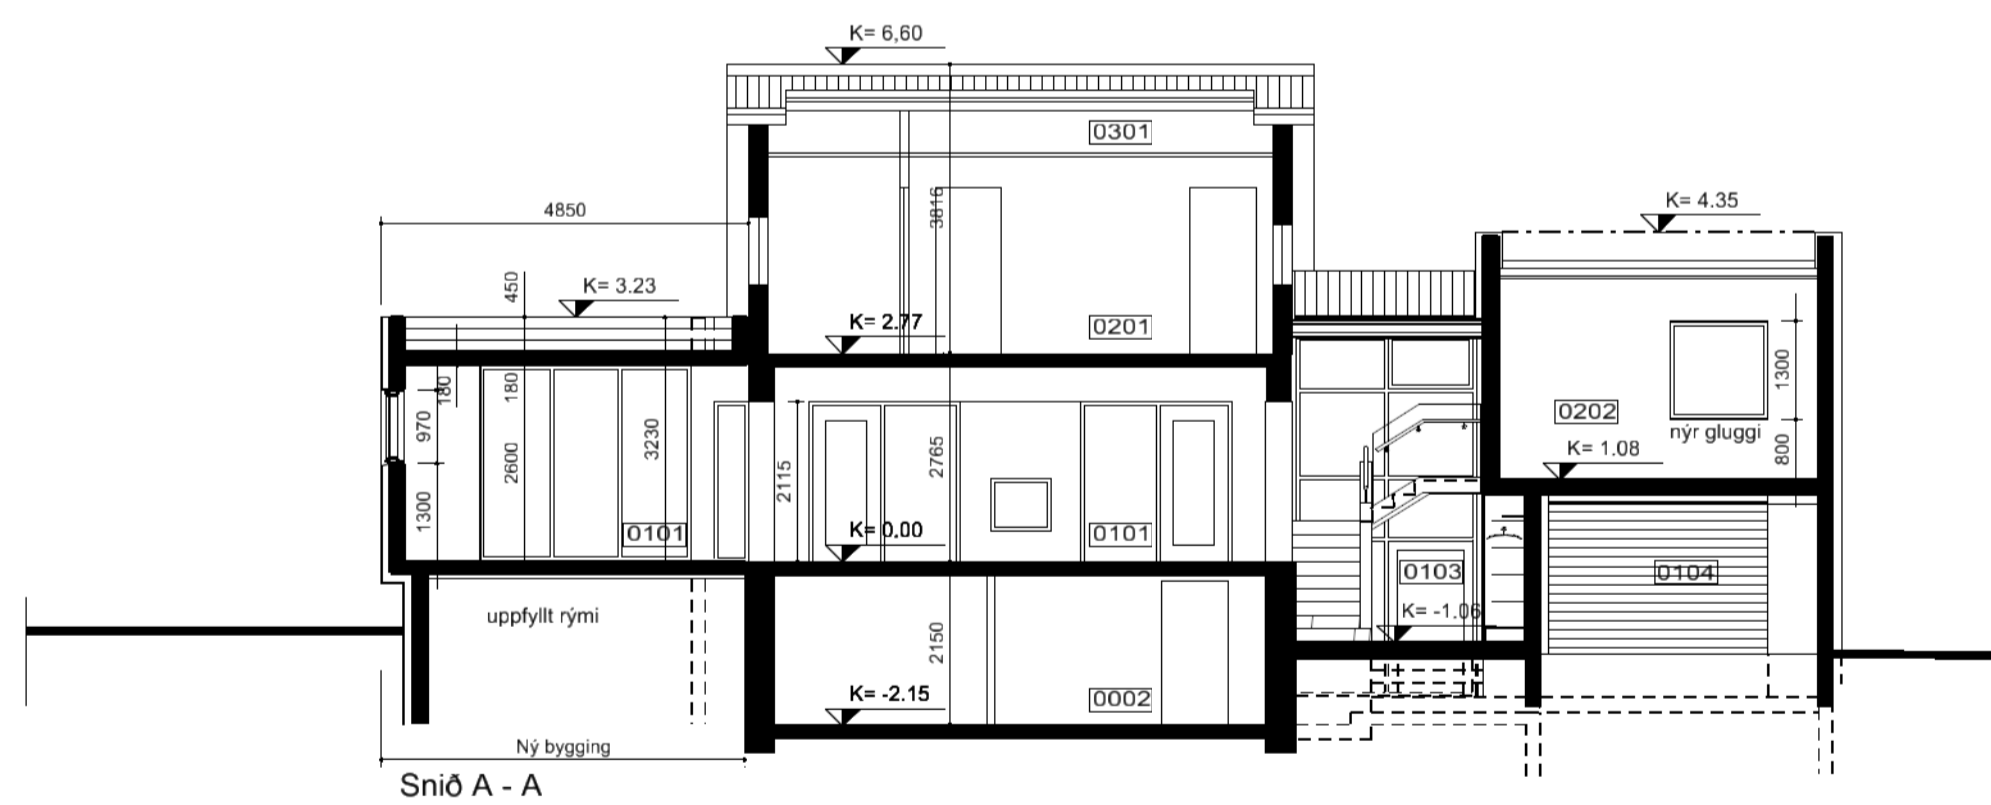 K= 6,60
0301
3816
K= 4.35
4850
450
K= 3.23
K= 2.77
0201
180
180
970
2600
3230
1300
0101
2115
2765
K= 0,00
0101
0202
nýr gluggi
1300
K= 1.08
800
0103
0104
K= -1.06
uppfyllt rými
2150
K= -2.15
0002
Ný bygging
Snið A - A